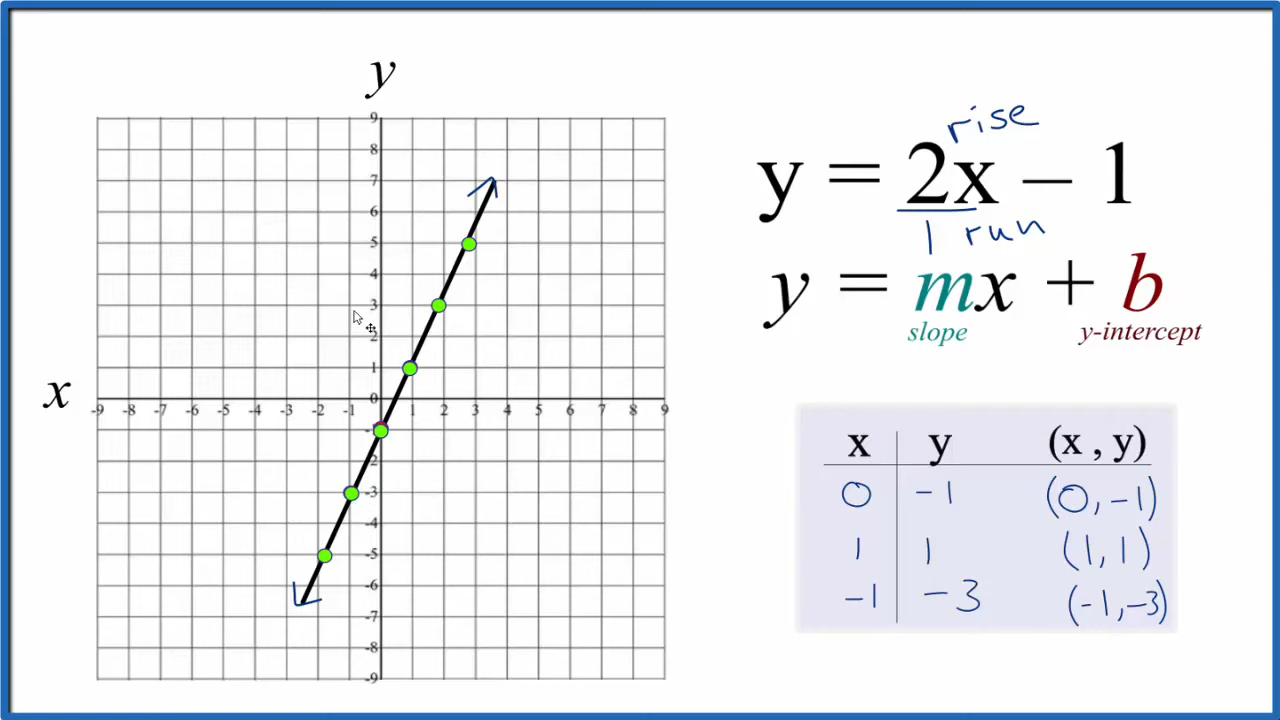 y
9
8
7
6
5
4
3
2
1
0
x
-9 -8 -7 -6 -5 -4 -3 -2 -1 1 2 3 4 5 6 7 8 9
2
-3
-4
-5
-6
-7
-8
-9
rise
y = 2x – 1
1 run
y = mx + b
slope y-intercept
x y (x , y)
0 -1 (0, -1)
1 1 (1, 1)
-1 -3 (-1, -3)